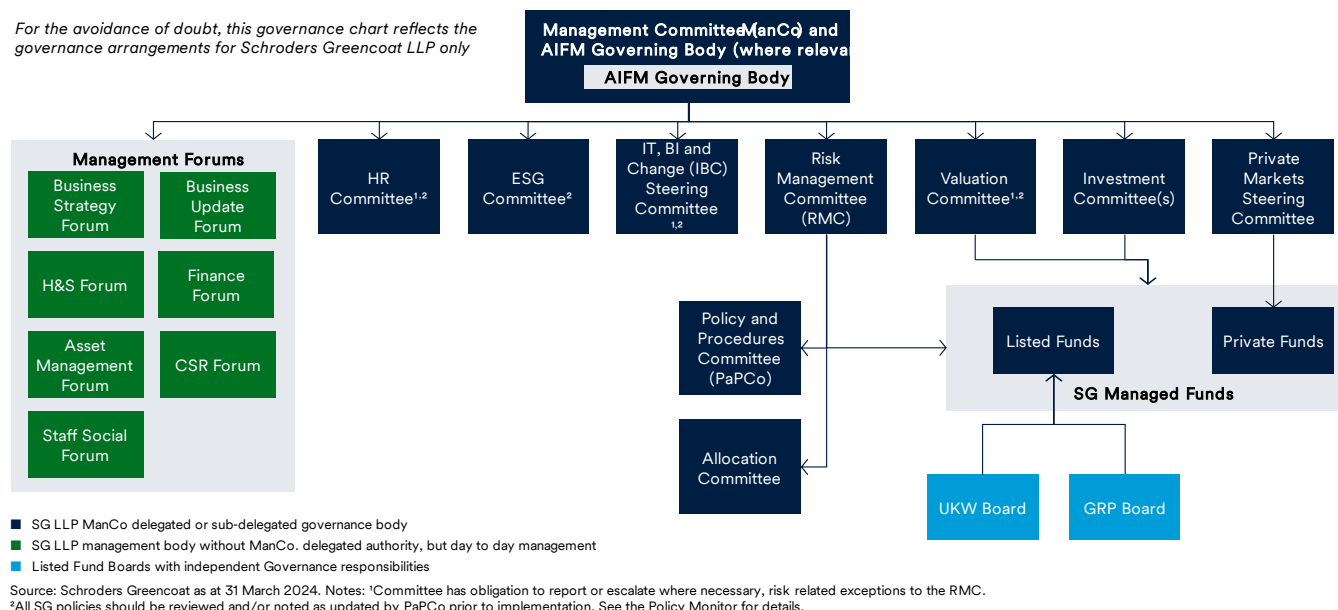 For the avoidance of doubt, this governance chart reflects the
governance arrangements for Schroders Greencoat LLP only
Management Committee (ManCo) and
AIFM Governing Body (where releva
AIFM Governing Body
Management Forums
Business
Strategy
Forum
Business
Update
Forum
H&S Forum
Finance
Forum
Asset
Management
Forum
CSR Forum
Staff Social
Forum
HR
Committee¹·²
ESG
Committee²
IT, BI and
Change (IBC)
Steering
Committee
1,2
Risk
Management
Committee
(RMC)
Valuation
Committee¹·²
Investment
Committee(s)
Private
Markets
Steering
Committee
Policy and
Procedures
Committee
(PaPCo)
Allocation
Committee
Listed Funds
Private Funds
SG Managed Funds
UKW Board
GRP Board
SG LLP ManCo delegated or sub-delegated governance body
SG LLP management body without ManCo. delegated authority, but day to day management
Listed Fund Boards with independent Governance responsibilities
Source: Schroders Greencoat as at 31 March 2024. Notes: ¹Committee has obligation to report or escalate where necessary, risk related exceptions to the RMC.
²All SG policies should be reviewed and/or noted as updated by PaPCo prior to implementation. See the Policy Monitor for details.